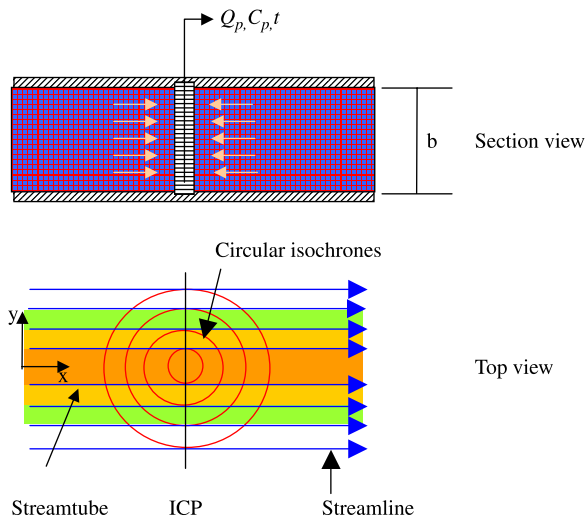 Q_p, C_p, t
b
Section view
Circular isochrones
y
x
Top view
Streamtube
ICP
Streamline